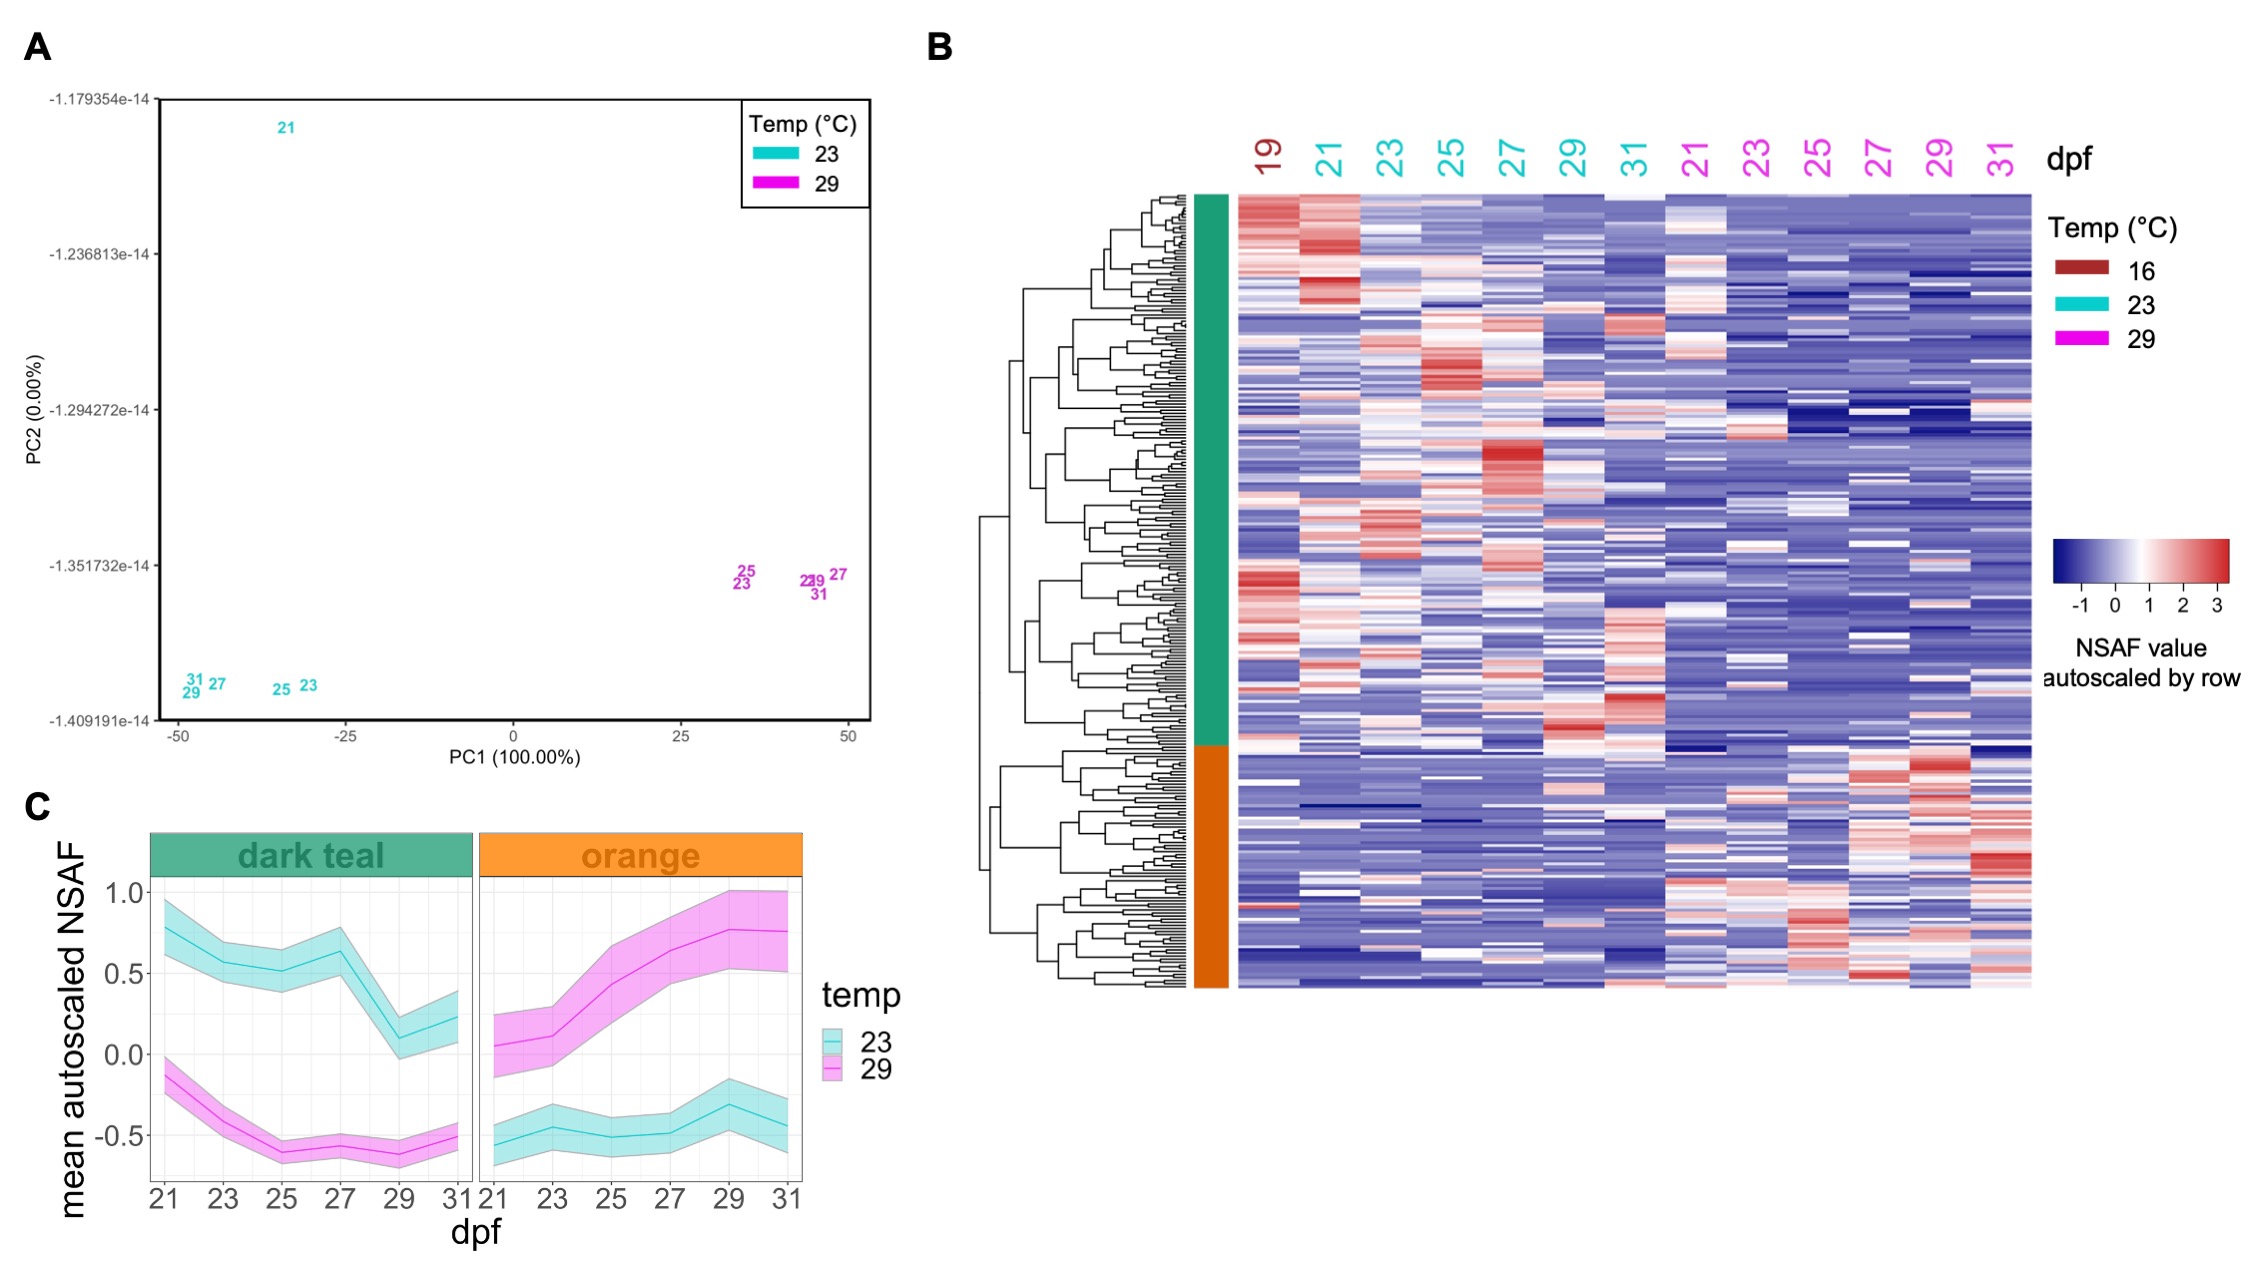 A
-1.179354e-14
-1.236813e-14
-1.294272e-14
-1.351732e-14
-1.409191e-14
PC2 (0.00%)
21
Temp (°C)
23
29
25
23
27
29
31
31
29
27
25
23
-50
-25
0
25
50
PC1 (100.00%)
B
19 21 23 25 27 29 31 21 23 25 27 29 31 dpf
Temp (°C)
16
23
29
-1 0 1 2 3
NSAF value
autoscaled by row
C
dark teal
orange
mean autoscaled NSAF
1.0
0.5
0.0
-0.5
21 23 25 27 29 31
21 23 25 27 29 31
dpf
temp
23
29